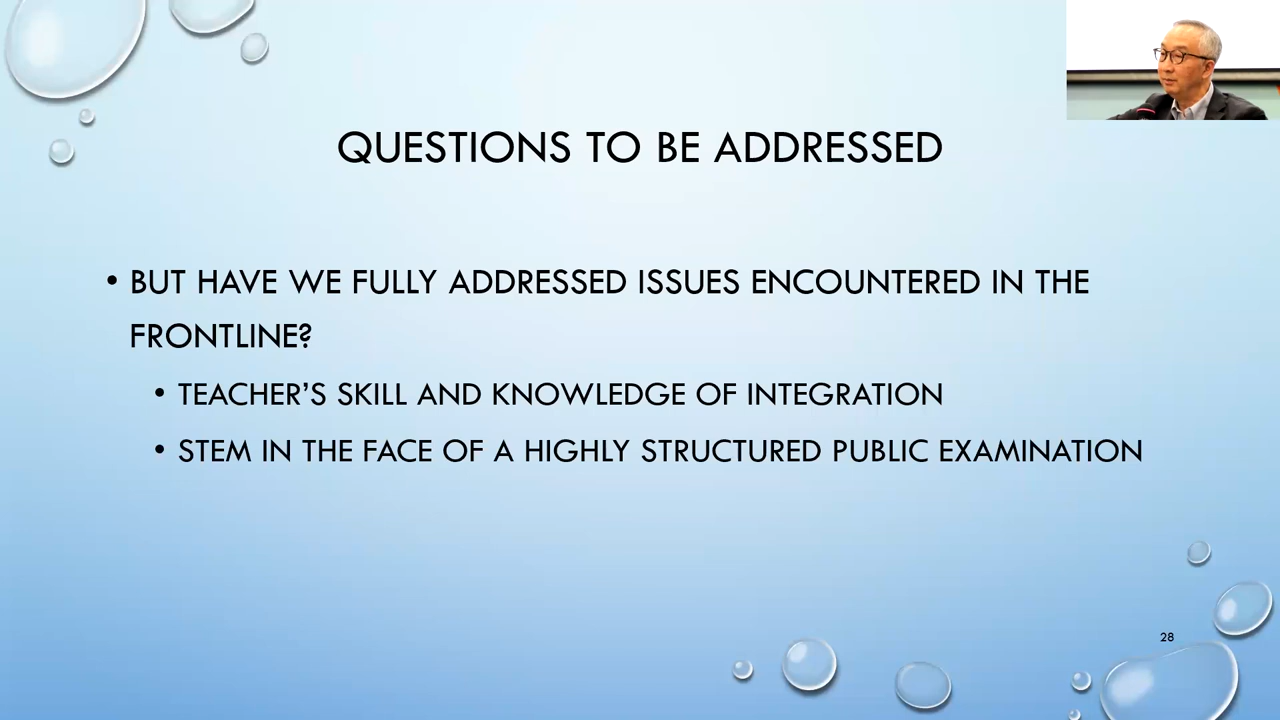 QUESTIONS TO BE ADDRESSED
• BUT HAVE WE FULLY ADDRESSED ISSUES ENCOUNTERED IN THE
FRONTLINE?
• TEACHER'S SKILL AND KNOWLEDGE OF INTEGRATION
• STEM IN THE FACE OF A HIGHLY STRUCTURED PUBLIC EXAMINATION
28